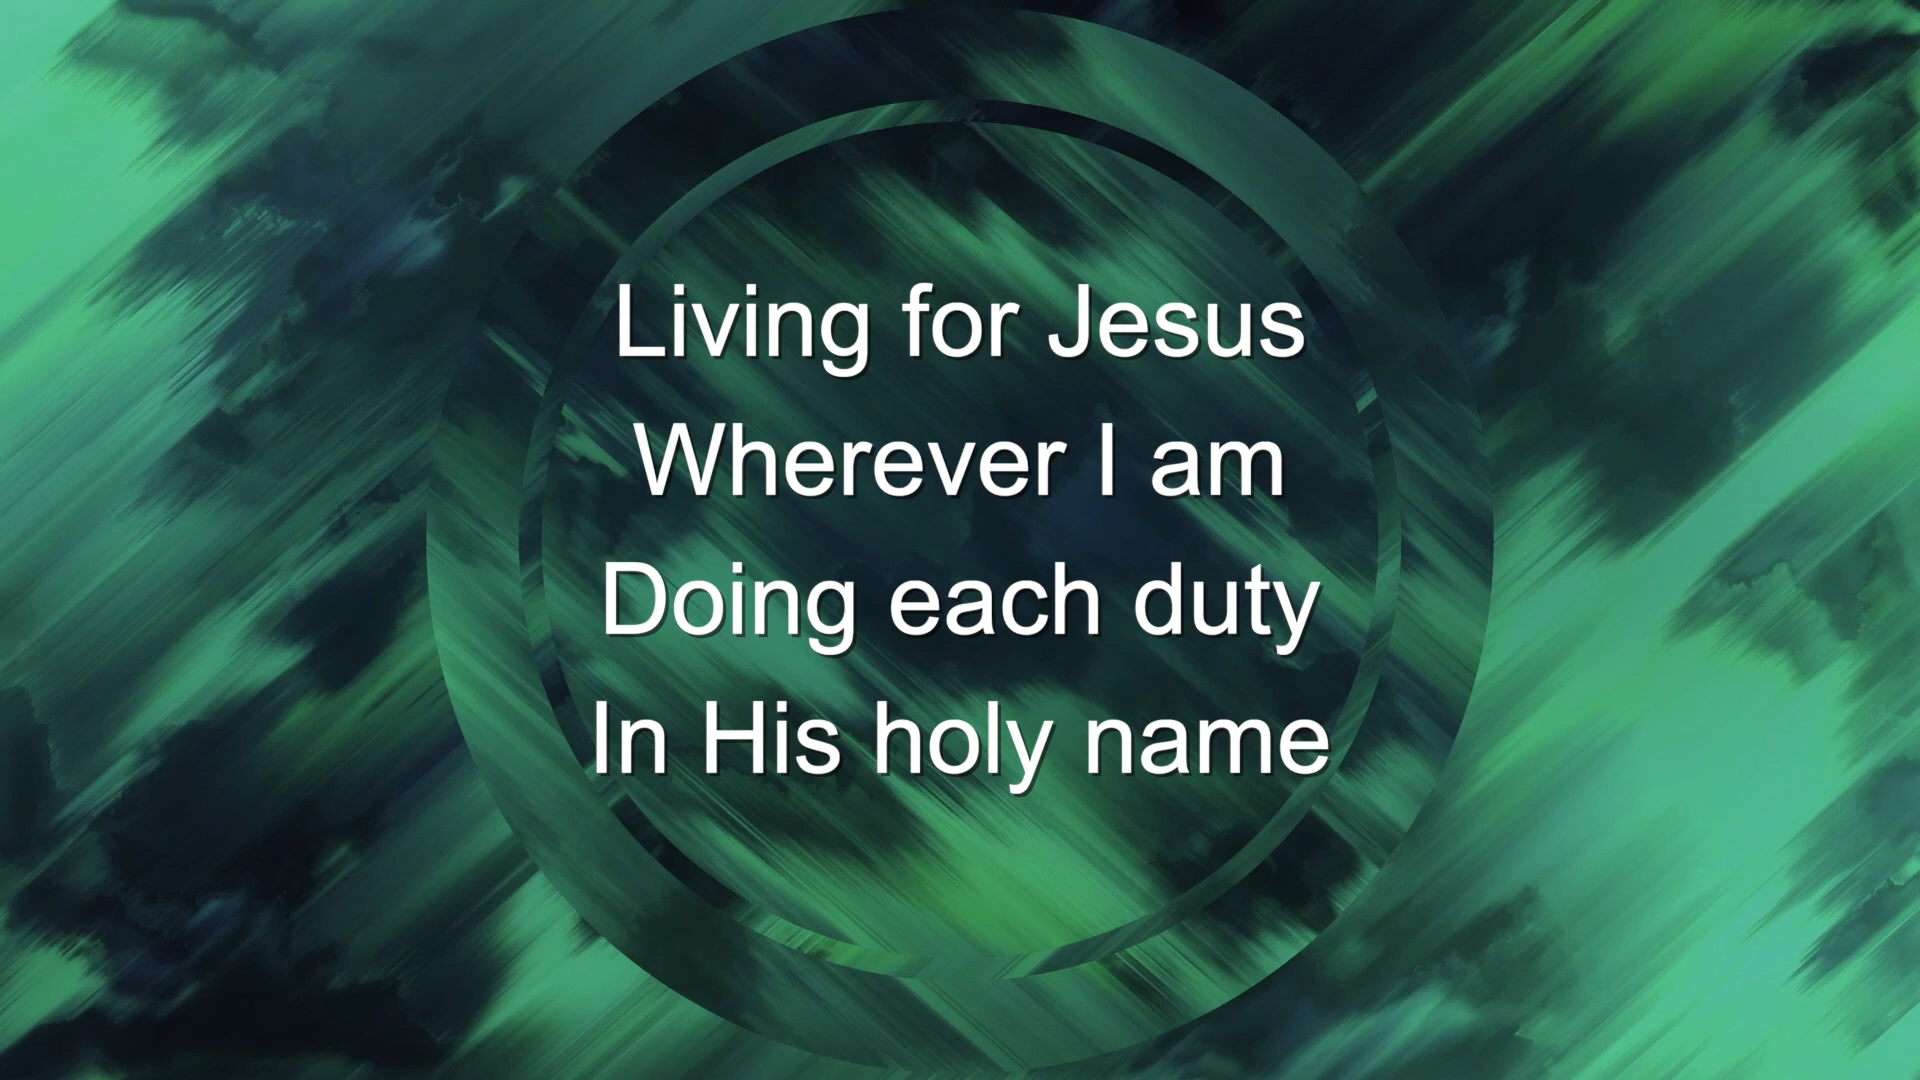 Living for Jesus
Wherever I am
Doing each duty
In His holy name